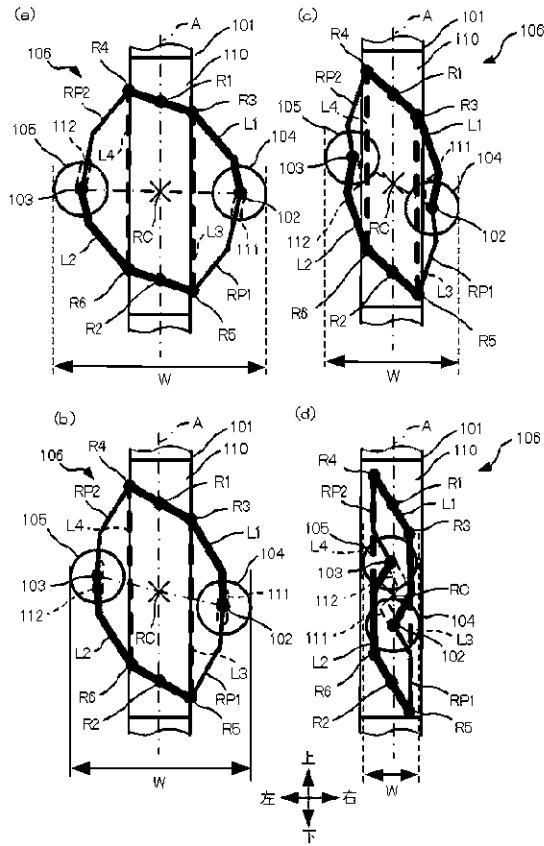 (a)
A
101
110
106
R4
R1
R3
RP2
L1
105
112
L4
104
103
102
RC
L3
111
L2
RP1
R6
R2
R5
W
(c)
A
101
110
106
R4
R1
RP2
R3
L4
L1
105
111
104
103
102
112
RC
L2
RP1
R6
L3
R2
R5
W
(b)
A
101
110
106
R4
R1
RP2
R3
L4
L1
105
104
103
111
112
102
RC
L2
L3
R6
RP1
R2
R5
W
(d)
A
101
110
106
R4
R1
RP2
L1
R3
105
L4
103
RC
112
104
111
L3
L2
102
R6
R2
RP1
R5
W
上
左 右
下